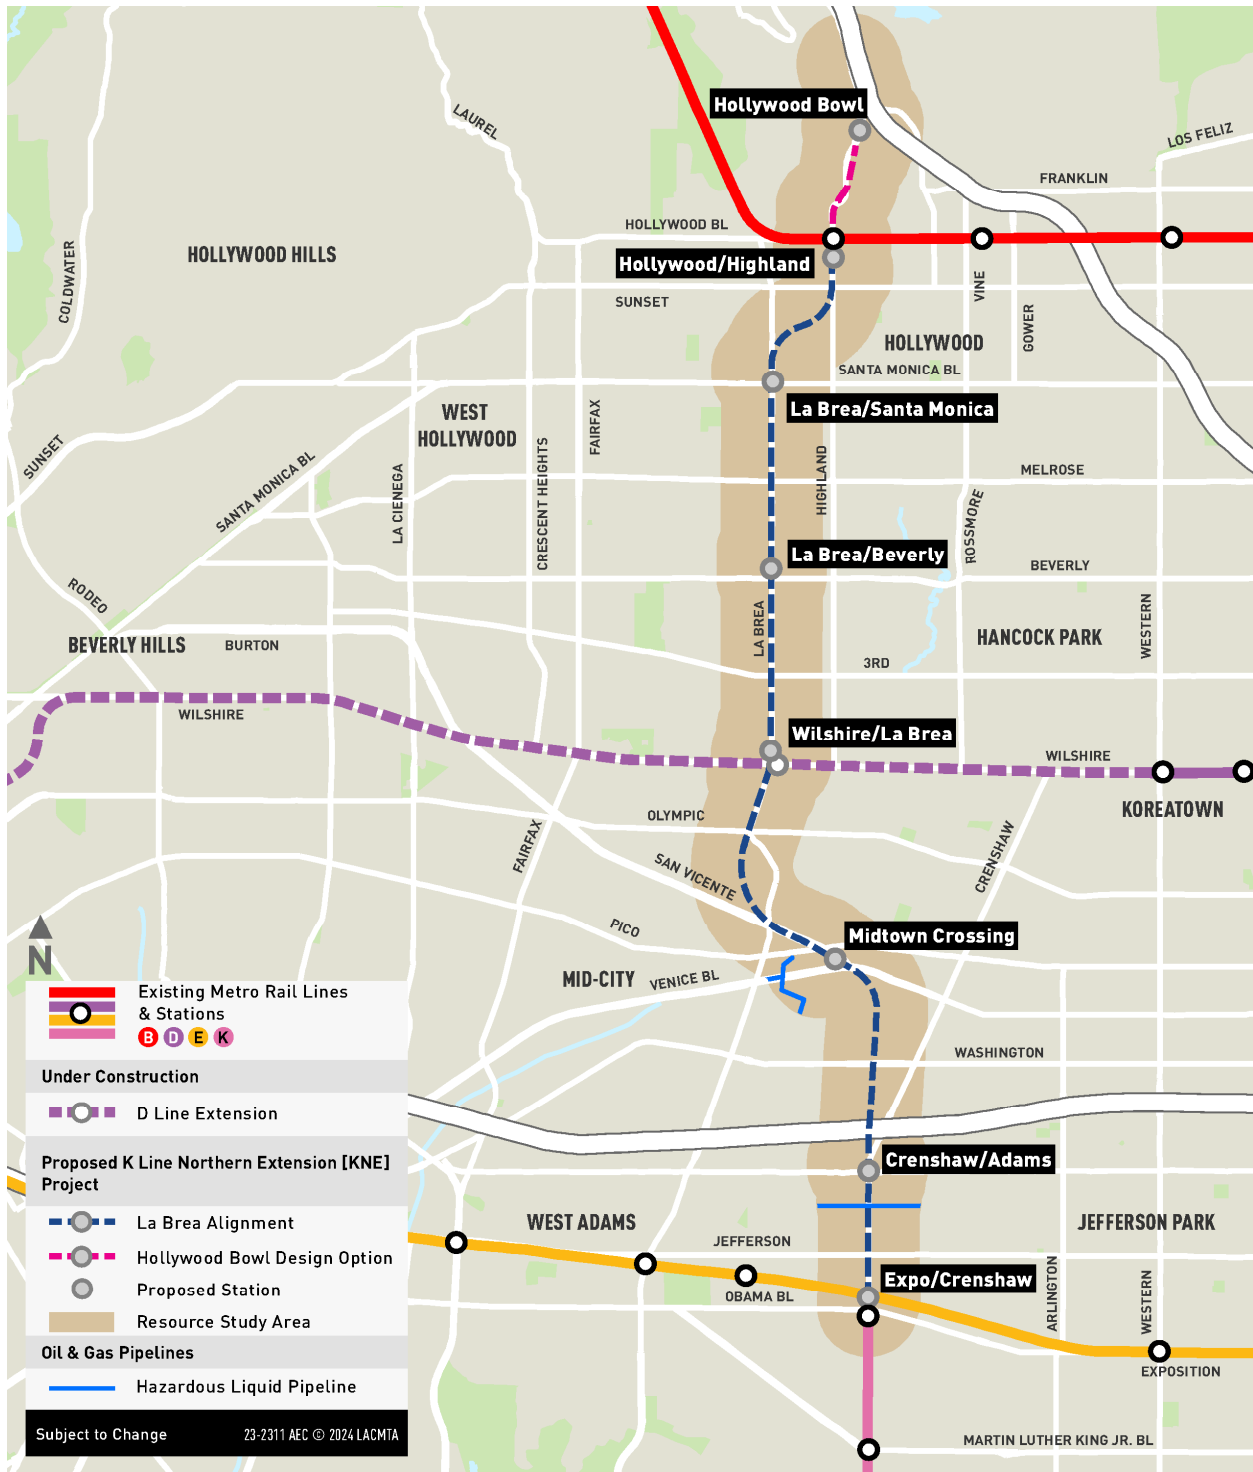 Hollywood Bowl
LAUREL
LOS FELIZ
FRANKLIN
HOLLYWOOD BL
COLDWATER
HOLLYWOOD HILLS
Hollywood/Highland
SUNSET
VINE
GOWER
HOLLYWOOD
SANTA MONICA BL
La Brea/Santa Monica
WEST
HOLLYWOOD
FAIRFAX
SUNSET
SANTA MONICA BL
LA CIENEGA
CRESCENT HEIGHTS
HIGHLAND
MELROSE
ROSSMORE
La Brea/Beverly
BEVERLY
RODEO
LA BREA
WESTERN
BEVERLY HILLS
BURTON
HANCOCK PARK
3RD
WILSHIRE
Wilshire/La Brea
WILSHIRE
KOREATOWN
OLYMPIC
FAIRFAX
SAN VICENTE
CRENSHAW
PICO
Midtown Crossing
N
MID-CITY
VENICE BL
WASHINGTON
Crenshaw/Adams
WEST ADAMS
JEFFERSON
JEFFERSON PARK
Expo/Crenshaw
OBAMA BL
ARLINGTON
WESTERN
EXPOSITION
MARTIN LUTHER KING JR. BL
Existing Metro Rail Lines
& Stations
B D E K
Under Construction
D Line Extension
Proposed K Line Northern Extension [KNE]
Project
La Brea Alignment
Hollywood Bowl Design Option
Proposed Station
Resource Study Area
Oil & Gas Pipelines
Hazardous Liquid Pipeline
Subject to Change 23-2311 AEC © 2024 LACMTA